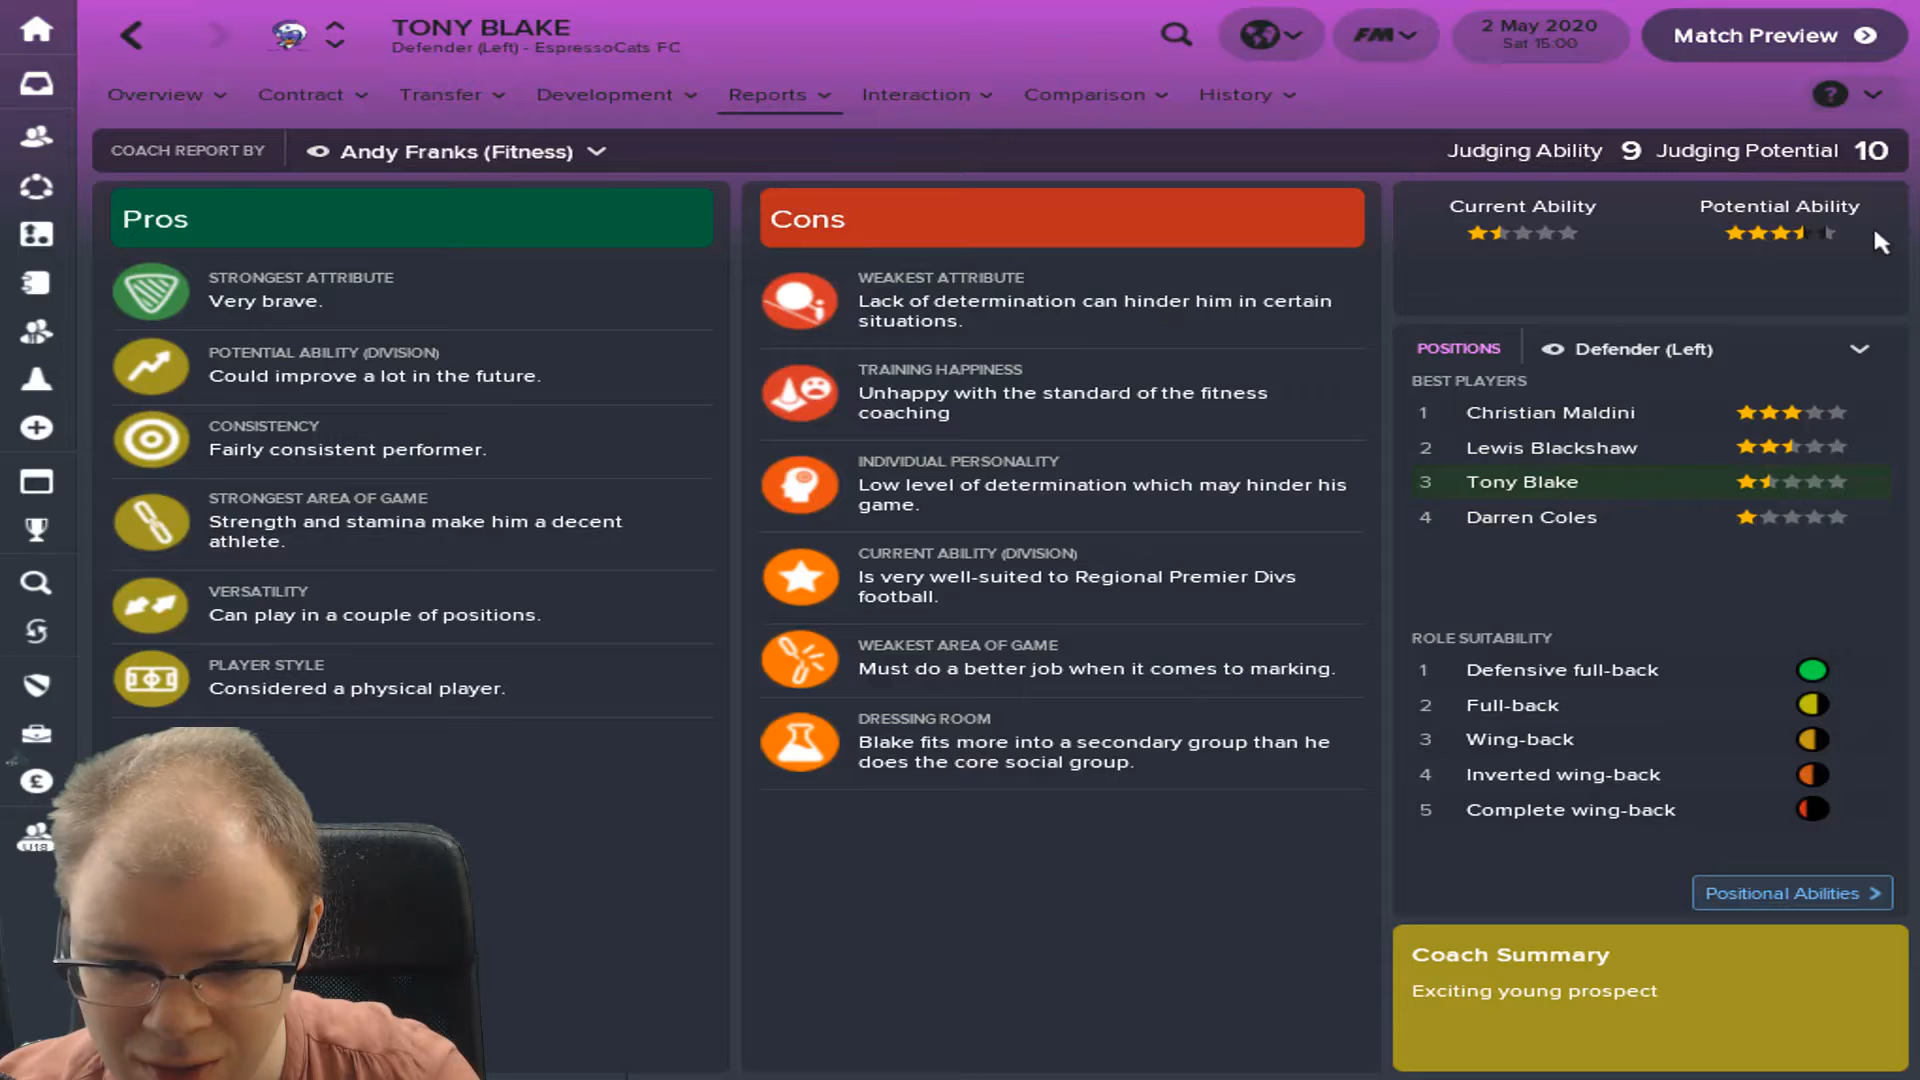 TONY BLAKE
Defender (Left) - EspressoCats FC
FM
2 May 2020
Sat 15:00
Match Preview
Overview
Contract
Transfer
Development
Reports
Interaction
Comparison
History
?
COACH REPORT BY
Andy Franks (Fitness)
Judging Ability 9
Judging Potential 10
Pros
STRONGEST ATTRIBUTE
Very brave.
POTENTIAL ABILITY (DIVISION)
Could improve a lot in the future.
CONSISTENCY
Fairly consistent performer.
STRONGEST AREA OF GAME
Strength and stamina make him a decent
athlete.
VERSATILITY
Can play in a couple of positions.
PLAYER STYLE
Considered a physical player.
Cons
WEAKEST ATTRIBUTE
Lack of determination can hinder him in certain
situations.
TRAINING HAPPINESS
Unhappy with the standard of the fitness
coaching
INDIVIDUAL PERSONALITY
Low level of determination which may hinder his
game.
CURRENT ABILITY (DIVISION)
Is very well-suited to Regional Premier Divs
football.
WEAKEST AREA OF GAME
Must do a better job when it comes to marking.
DRESSING ROOM
Blake fits more into a secondary group than he
does the core social group.
Current Ability
Potential Ability
POSITIONS
Defender (Left)
BEST PLAYERS
1 Christian Maldini
2 Lewis Blackshaw
3 Tony Blake
4 Darren Coles
ROLE SUITABILITY
1 Defensive full-back
2 Full-back
3 Wing-back
4 Inverted wing-back
5 Complete wing-back
Positional Abilities >
Coach Summary
Exciting young prospect
£
U18